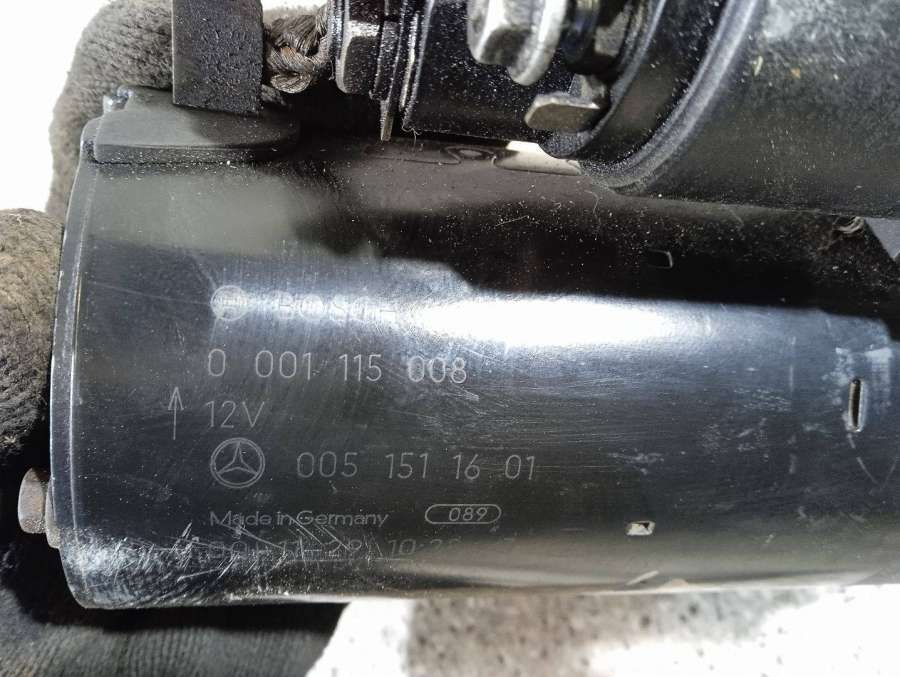 BOSCH
0 001 115 008
12V
005 151 16 01
Made in Germany 089